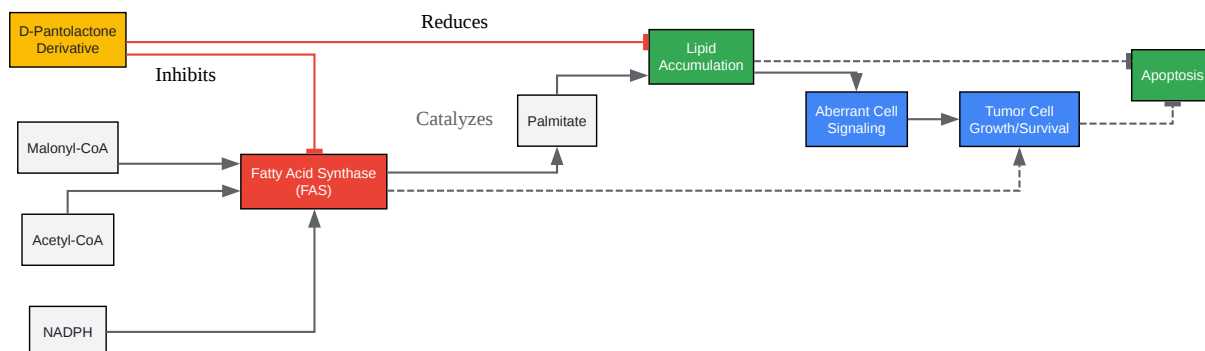 D-Pantolactone
Derivative
Reduces
Inhibits
Lipid
Accumulation
Apoptosis
Catalyzes
Palmitate
Aberrant Cell
Signaling
Tumor Cell
Growth/Survival
Malonyl-CoA
Fatty Acid Synthase
(FAS)
Acetyl-CoA
NADPH